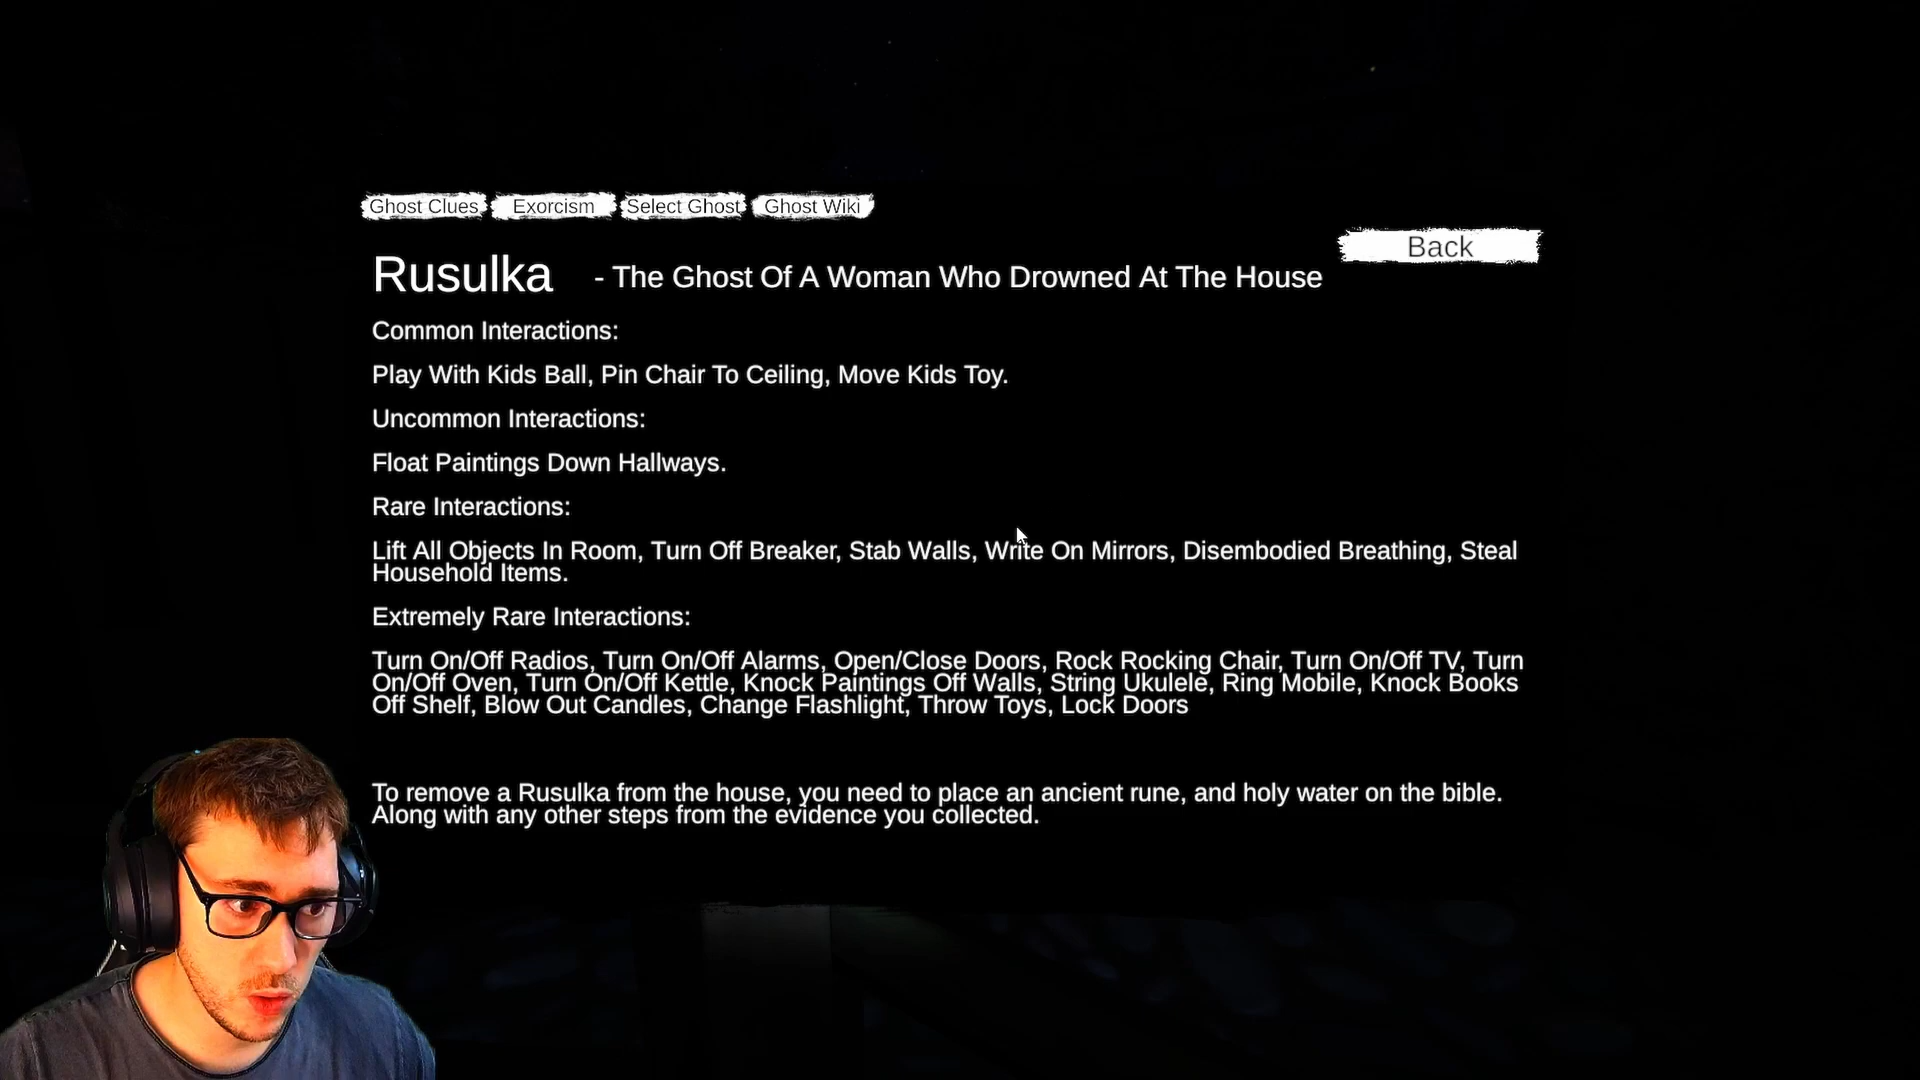 Ghost Clues Exorcism Select Ghost Ghost Wiki
Back
Rusulka - The Ghost Of A Woman Who Drowned At The House
Common Interactions:
Play With Kids Ball, Pin Chair To Ceiling, Move Kids Toy.
Uncommon Interactions:
Float Paintings Down Hallways.
Rare Interactions:
Lift All Objects In Room, Turn Off Breaker, Stab Walls, Write On Mirrors, Disembodied Breathing, Steal
Household Items.
Extremely Rare Interactions:
Turn On/Off Radios, Turn On/Off Alarms, Open/Close Doors, Rock Rocking Chair, Turn On/Off TV, Turn
On/Off Oven, Turn On/Off Kettle, Knock Paintings Off Walls, String Ukulele, Ring Mobile, Knock Books
Off Shelf, Blow Out Candles, Change Flashlight, Throw Toys, Lock Doors
To remove a Rusulka from the house, you need to place an ancient rune, and holy water on the bible.
Along with any other steps from the evidence you collected.